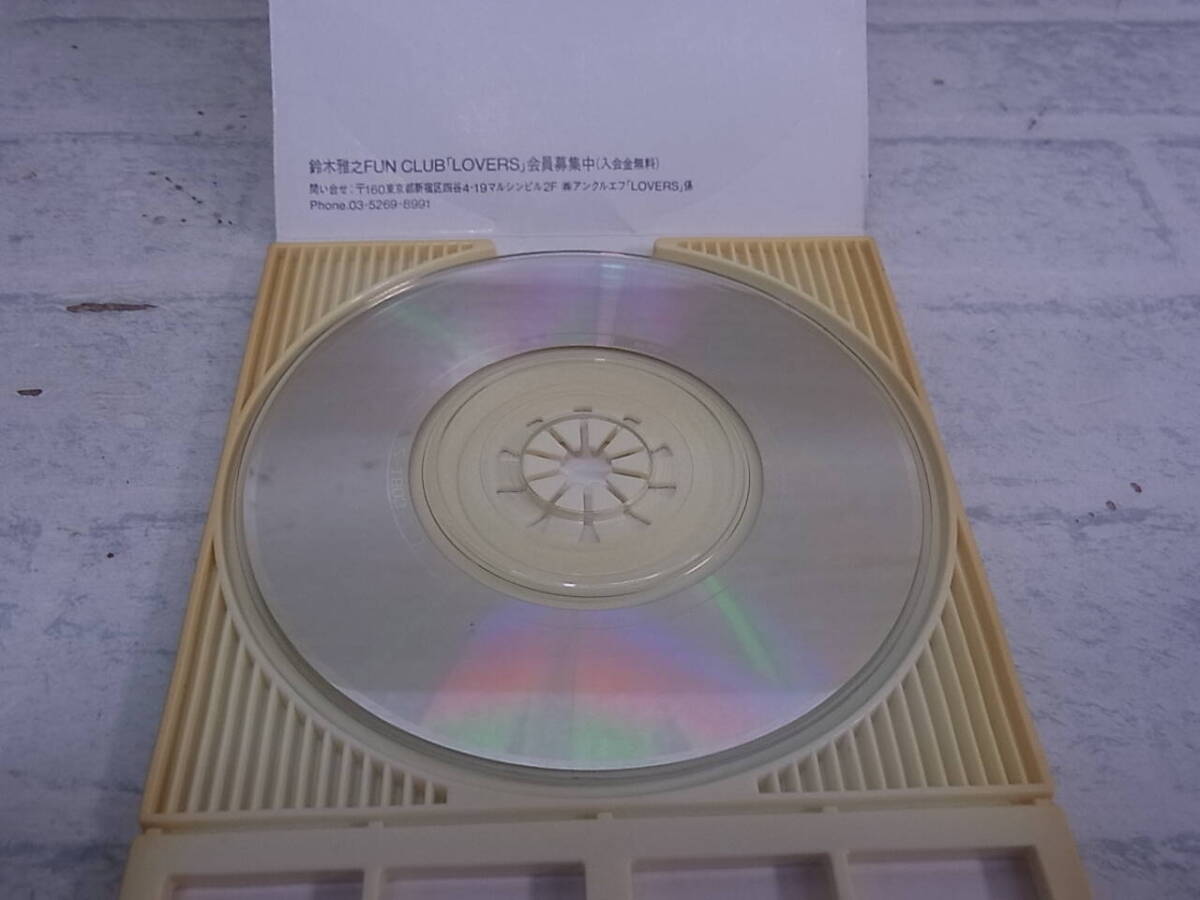 鈴木雅之FUN CLUB「LOVERS」会員募集中(入会金無料)
問い合せ:〒160東京都新宿区四谷4-19マルシンビル2F ㈱アンクルエフ「LOVERS」係
Phone.03-5269-8991